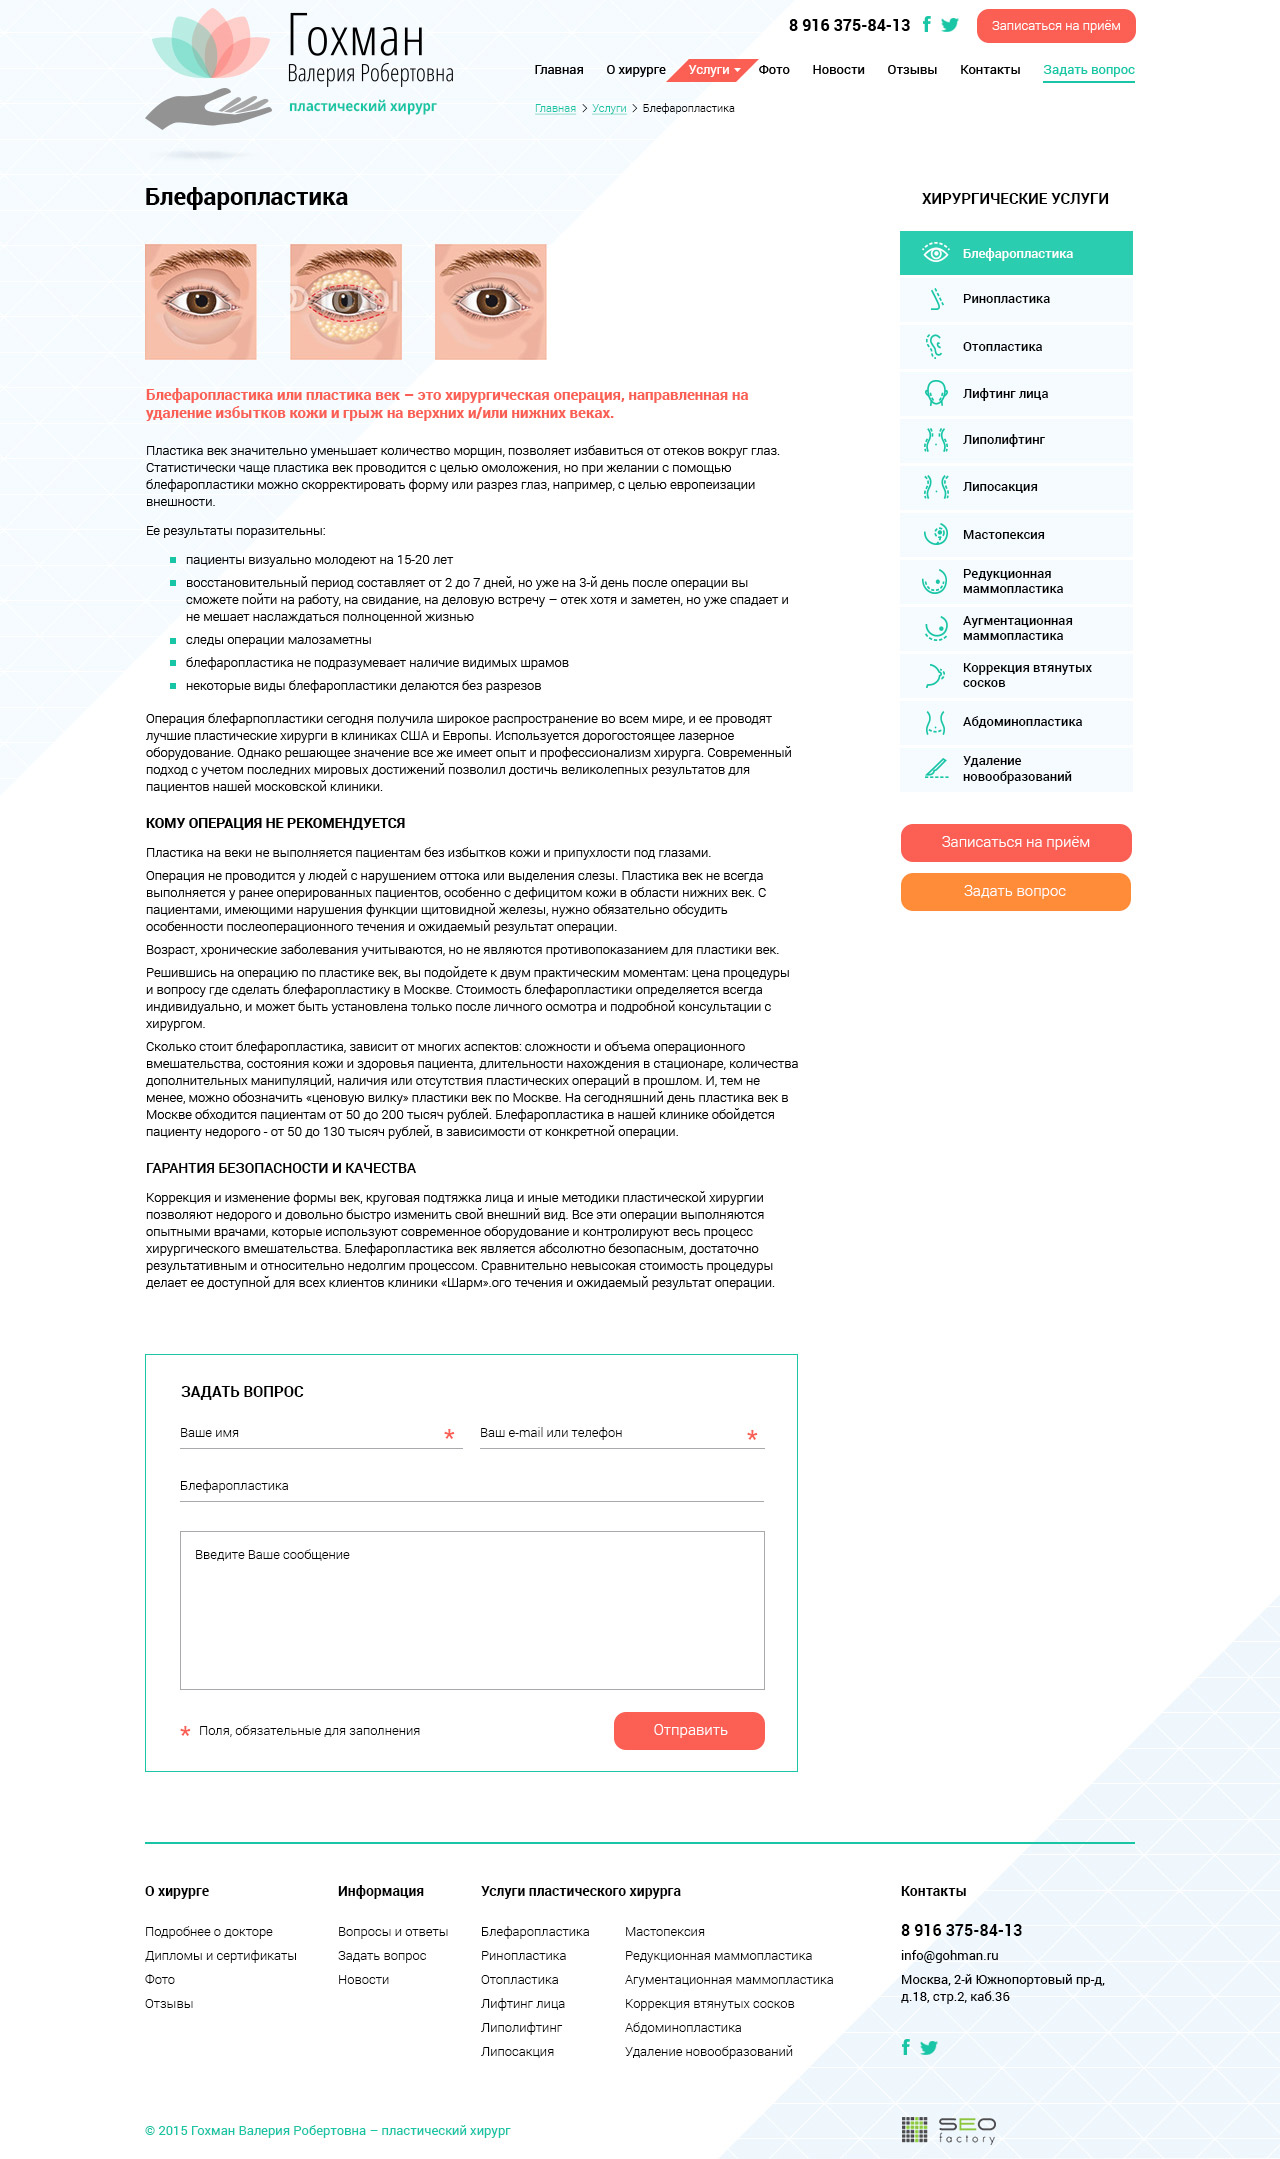 Гохман
Валерия Робертовна
пластический хирург
8 916 375-84-13
Записаться на приём
Главная
О хирурге
Услуги
Фото
Новости
Отзывы
Контакты
Задать вопрос
Главная > Услуги > Блефаропластика
Блефаропластика
Блефаропластика или пластика век – это хирургическая операция, направленная на
удаление избытков кожи и грыж на верхних и/или нижних веках.
Пластика век значительно уменьшает количество морщин, позволяет избавиться от отеков вокруг глаз.
Статистически чаще пластика век проводится с целью омоложения, но при желании с помощью
блефаропластики можно скорректировать форму или разрез глаз, например, с целью европеизации
внешности.
Ее результаты поразительны:
пациенты визуально молодеют на 15-20 лет
восстановительный период составляет от 2 до 7 дней, но уже на 3-й день после операции вы
сможете пойти на работу, на свидание, на деловую встречу – отек хотя и заметен, но уже спадает и
не мешает наслаждаться полноценной жизнью
следы операции малозаметны
блефаропластика не подразумевает наличие видимых шрамов
некоторые виды блефаропластики делаются без разрезов
Операция блефарпопластики сегодня получила широкое распространение во всем мире, и ее проводят
лучшие пластические хирурги в клиниках США и Европы. Используется дорогостоящее лазерное
оборудование. Однако решающее значение все же имеет опыт и профессионализм хирурга. Современный
подход с учетом последних мировых достижений позволил достичь великолепных результатов для
пациентов нашей московской клиники.
КОМУ ОПЕРАЦИЯ НЕ РЕКОМЕНДУЕТСЯ
Пластика на веки не выполняется пациентам без избытков кожи и припухлости под глазами.
Операция не проводится у людей с нарушением оттока или выделения слезы. Пластика век не всегда
выполняется у ранее оперированных пациентов, особенно с дефицитом кожи в области нижних век. С
пациентами, имеющими нарушения функции щитовидной железы, нужно обязательно обсудить
особенности послеоперационного течения и ожидаемый результат операции.
Возраст, хронические заболевания учитываются, но не являются противопоказанием для пластики век.
Решившись на операцию по пластике век, вы подойдете к двум практическим моментам: цена процедуры
и вопросу где сделать блефаропластику в Москве. Стоимость блефаропластики определяется всегда
индивидуально, и может быть установлена только после личного осмотра и подробной консультации с
хирургом.
Сколько стоит блефаропластика, зависит от многих аспектов: сложности и объема операционного
вмешательства, состояния кожи и здоровья пациента, длительности нахождения в стационаре, количества
дополнительных манипуляций, наличия или отсутствия пластических операций в прошлом. И, тем не
менее, можно обозначить «ценовую вилку» пластики век по Москве. На сегодняшний день пластика век в
Москве обходится пациентам от 50 до 200 тысяч рублей. Блефаропластика в нашей клинике обойдется
пациенту недорого - от 50 до 130 тысяч рублей, в зависимости от конкретной операции.
ГАРАНТИЯ БЕЗОПАСНОСТИ И КАЧЕСТВА
Коррекция и изменение формы век, круговая подтяжка лица и иные методики пластической хирургии
позволяют недорого и довольно быстро изменить свой внешний вид. Все эти операции выполняются
опытными врачами, которые используют современное оборудование и контролируют весь процесс
хирургического вмешательства. Блефаропластика век является абсолютно безопасным, достаточно
результативным и относительно недолгим процессом. Сравнительно невысокая стоимость процедуры
делает ее доступной для всех клиентов клиники «Шарм».ого течения и ожидаемый результат операции.
ХИРУРГИЧЕСКИЕ УСЛУГИ
Блефаропластика
Ринопластика
Отопластика
Лифтинг лица
Липолифтинг
Липосакция
Мастопексия
Редукционная
маммопластика
Аугментационная
маммопластика
Коррекция втянутых
сосков
Абдоминопластика
Удаление
новообразований
Записаться на приём
Задать вопрос
ЗАДАТЬ ВОПРОС
Ваше имя *
Ваш e-mail или телефон *
Блефаропластика
Введите Ваше сообщение
* Поля, обязательные для заполнения
Отправить
О хирурге
Подробнее о докторе
Дипломы и сертификаты
Фото
Отзывы
Информация
Вопросы и ответы
Задать вопрос
Новости
Услуги пластического хирурга
Блефаропластика
Ринопластика
Отопластика
Лифтинг лица
Липолифтинг
Липосакция
Мастопексия
Редукционная маммопластика
Агументационная маммопластика
Коррекция втянутых сосков
Абдоминопластика
Удаление новообразований
Контакты
8 916 375-84-13
info@gohman.ru
Москва, 2-й Южнопортовый пр-д,
д.18, стр.2, каб.36
© 2015 Гохман Валерия Робертовна – пластический хирург
SEO
factory